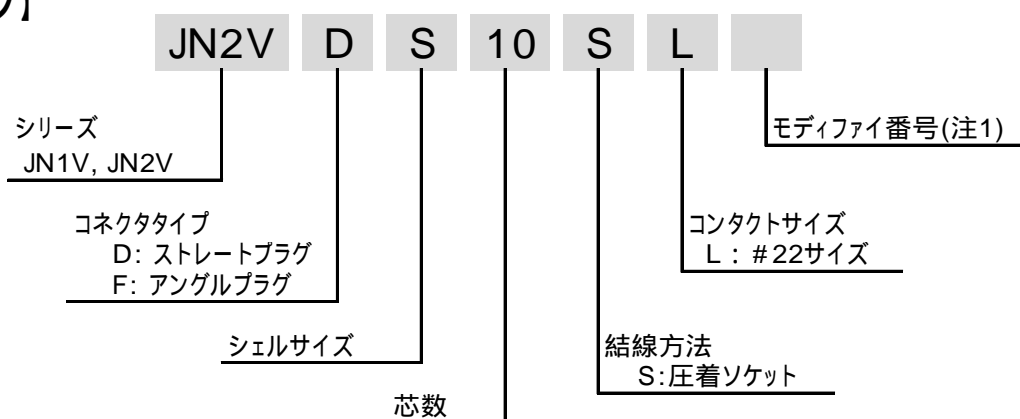 JN2V D S 10 S L
シリーズ
JN1V, JN2V
モディファイ番号(注1)
コネクタタイプ
D: ストレートプラグ
F: アングルプラグ
コンタクトサイズ
L : #22サイズ
シェルサイズ
結線方法
S:圧着ソケット
芯数